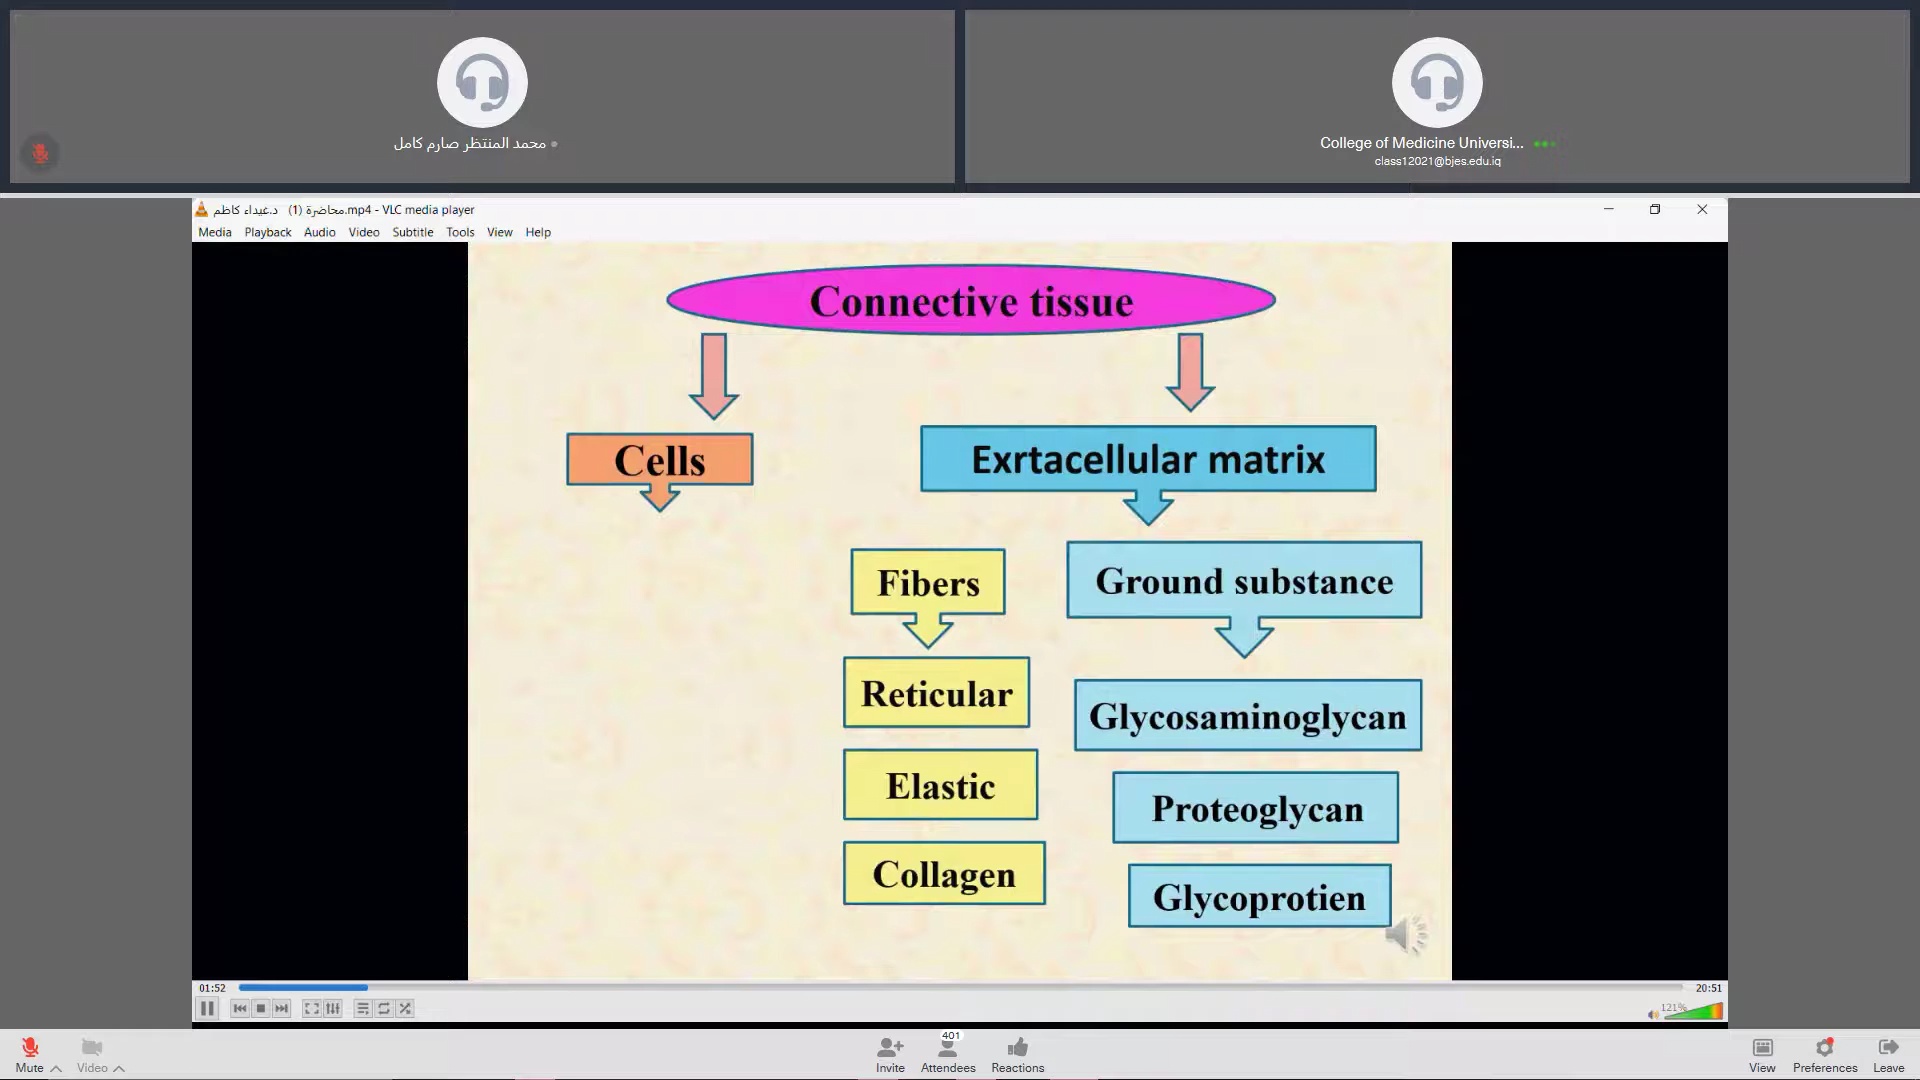 محمد المنتظر صارم كامل
College of Medicine Universi...
class12021@bjes.edu.iq
محاضرة (1) د.غيداء كاظم.mp4 - VLC media player
Media Playback Audio Video Subtitle Tools View Help
Connective tissue
Cells
Exrtacellular matrix
Fibers
Ground substance
Reticular
Glycosaminoglycan
Elastic
Proteoglycan
Collagen
Glycoprotien
01:52
20:51
121%
401
Mute
Video
Invite
Attendees
Reactions
View
Preferences
Leave